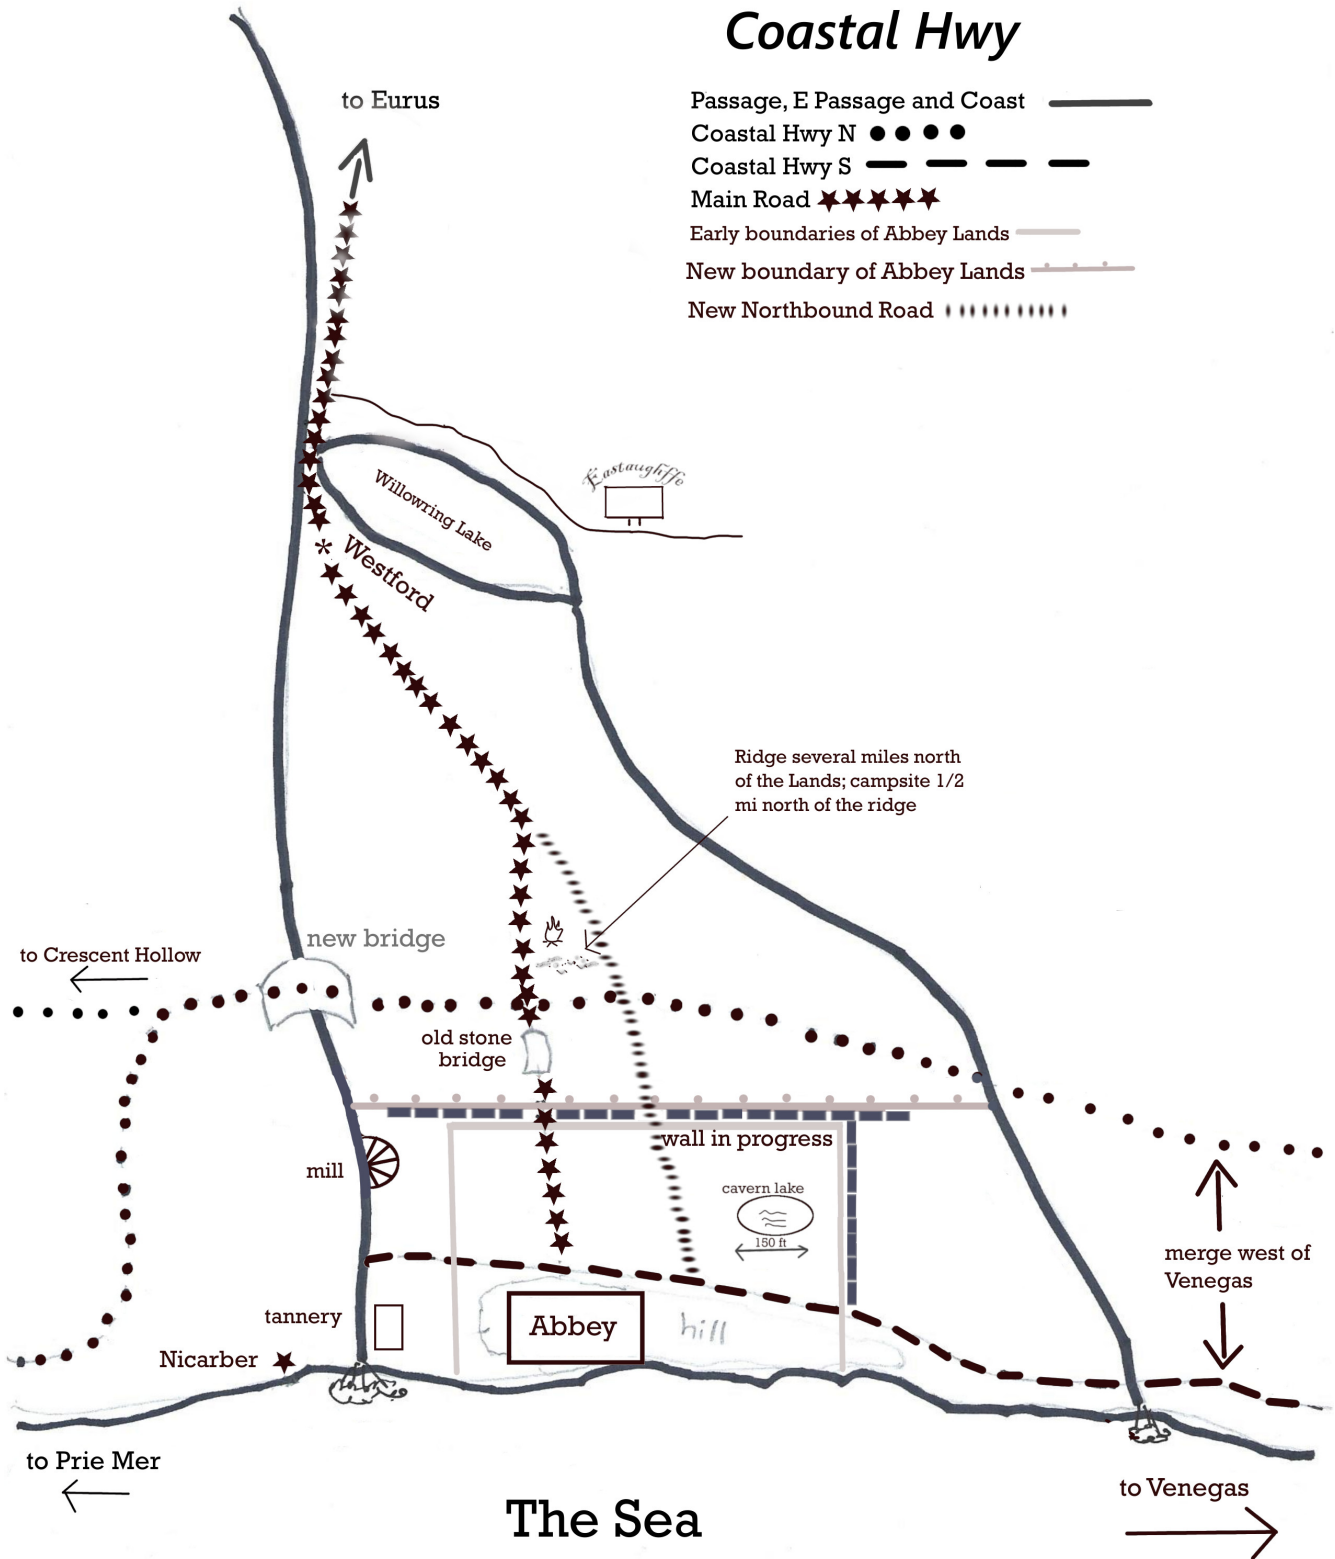 Coastal Hwy
to Eurus
Passage, E Passage and Coast
Coastal Hwy N
Coastal Hwy S
Main Road
Early boundaries of Abbey Lands
New boundary of Abbey Lands
New Northbound Road
Eastaughffe
Willowring Lake
* Westford
Ridge several miles north
of the Lands; campsite 1/2
mi north of the ridge
new bridge
to Crescent Hollow
old stone
bridge
wall in progress
mill
cavern lake
150 ft
merge west of
Venegas
tannery
Abbey
hill
Nicarber
to Prie Mer
to Venegas
The Sea